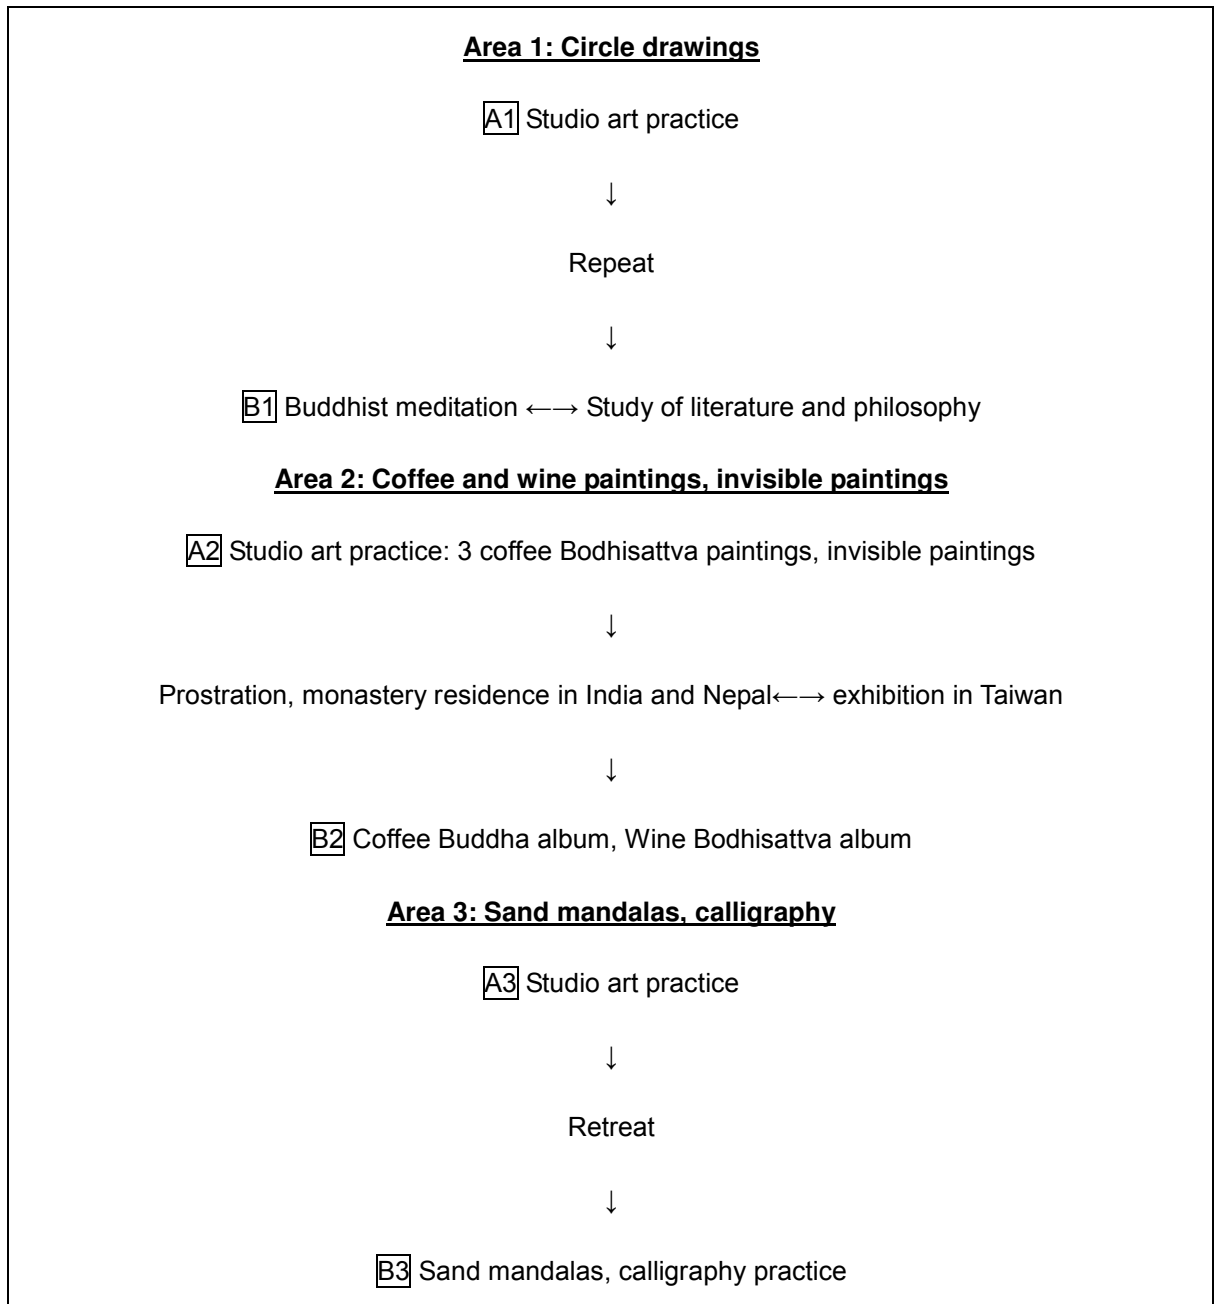 Area 1: Circle drawings
A1 Studio art practice
↓
Repeat
↓
B1 Buddhist meditation ←→ Study of literature and philosophy
Area 2: Coffee and wine paintings, invisible paintings
A2 Studio art practice: 3 coffee Bodhisattva paintings, invisible paintings
↓
Prostration, monastery residence in India and Nepal←→ exhibition in Taiwan
↓
B2 Coffee Buddha album, Wine Bodhisattva album
Area 3: Sand mandalas, calligraphy
A3 Studio art practice
↓
Retreat
↓
B3 Sand mandalas, calligraphy practice